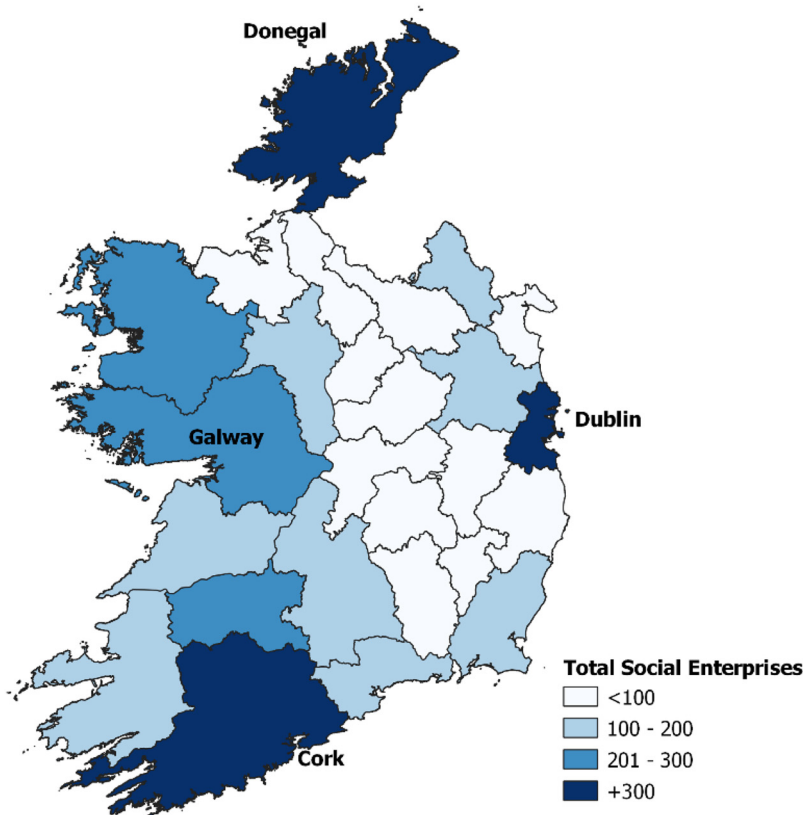 Donegal
Dublin
Galway
Cork
Total Social Enterprises
<100
100 - 200
201 - 300
+300